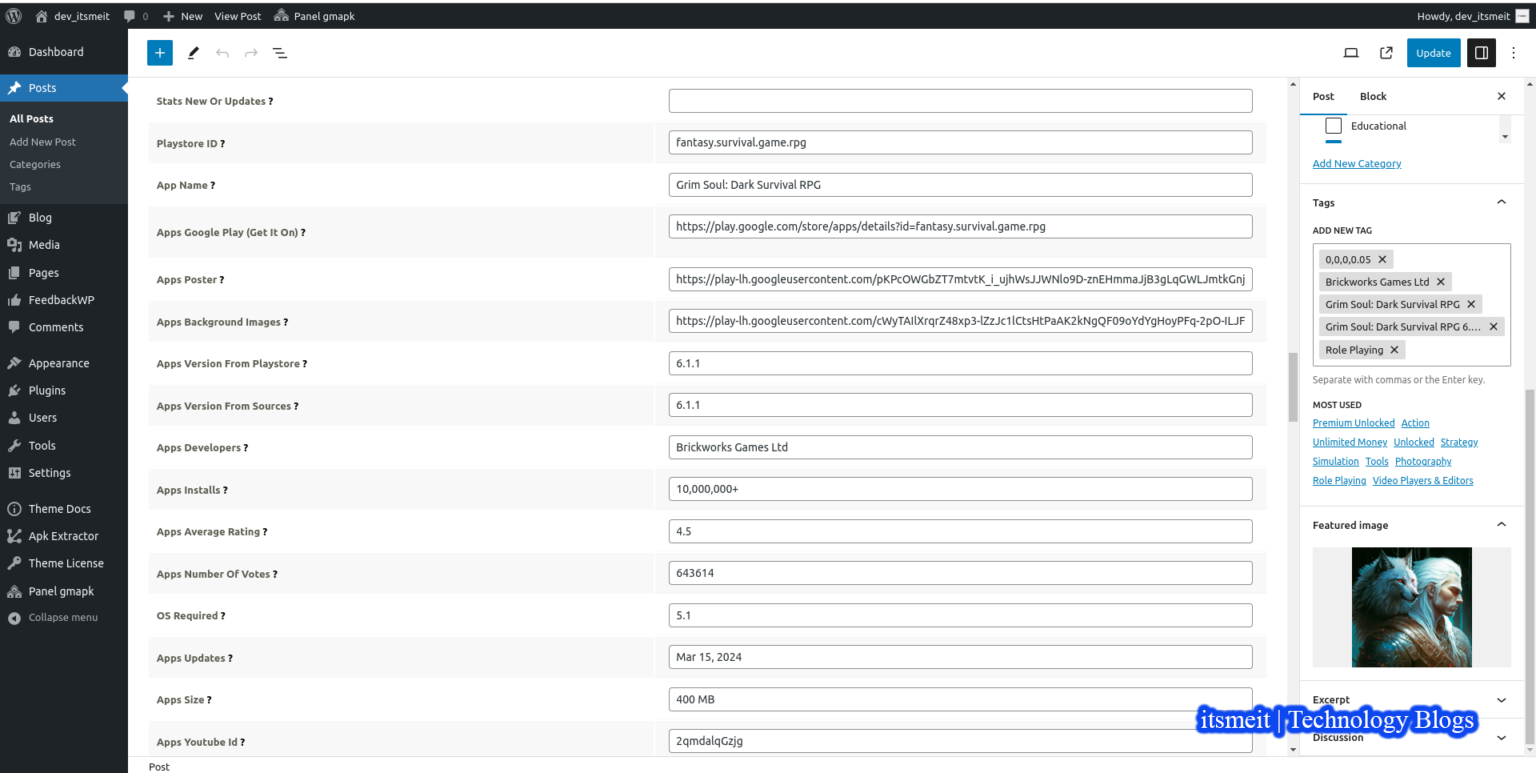 dev_itsmeit 0 New View Post Panel gmapk Howdy, dev_itsmeit
Dashboard
Posts
All Posts
Add New Post
Categories
Tags
Blog
Media
Pages
FeedbackWP
Comments
Appearance
Plugins
Users
Tools
Settings
Theme Docs
Apk Extractor
Theme License
Panel gmapk
Collapse menu
Update
Stats New Or Updates ?
Playstore ID ? fantasy.survival.game.rpg
App Name ? Grim Soul: Dark Survival RPG
Apps Google Play (Get It On) ? https://play.google.com/store/apps/details?id=fantasy.survival.game.rpg
Apps Poster ? https://play-lh.googleusercontent.com/pKPcOWGbZT7mtvtK_i_ujhWsJJWNlo9D-znEHmmaJjB3gLqGWLJmtkGnj
Apps Background Images ? https://play-lh.googleusercontent.com/cWyTAIlXrqrZ48xp3-lZzJc1lCtsHtPaAK2kNgQF09oYdYgHoyPFq-2pO-ILJF
Apps Version From Playstore ? 6.1.1
Apps Version From Sources ? 6.1.1
Apps Developers ? Brickworks Games Ltd
Apps Installs ? 10,000,000+
Apps Average Rating ? 4.5
Apps Number Of Votes ? 643614
OS Required ? 5.1
Apps Updates ? Mar 15, 2024
Apps Size ? 400 MB
Apps Youtube Id ? 2qmdalqGzjg
Post
Post Block
Educational
Add New Category
Tags
ADD NEW TAG
0,0,0,0.05
Brickworks Games Ltd
Grim Soul: Dark Survival RPG
Grim Soul: Dark Survival RPG 6....
Role Playing
Separate with commas or the Enter key.
MOST USED
Premium Unlocked Action
Unlimited Money Unlocked Strategy
Simulation Tools Photography
Role Playing Video Players & Editors
Featured image
Excerpt
itsmeit | Technology Blogs
Discussion